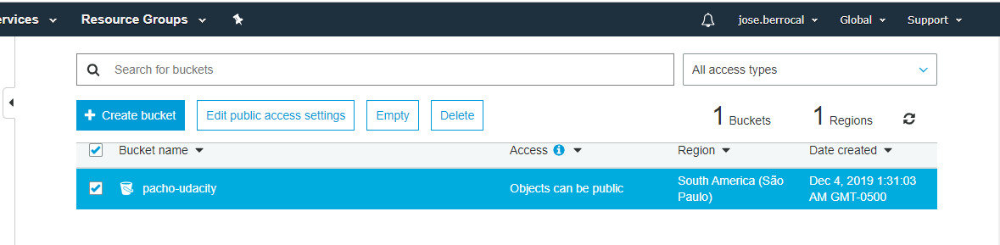 ervices Resource Groups jose.berrocal Global Support
Search for buckets All access types
Create bucket Edit public access settings Empty Delete 1 Buckets 1 Regions
Bucket name Access Region Date created
pacho-udacity Objects can be public South America (São Paulo) Dec 4, 2019 1:31:03 AM GMT-0500